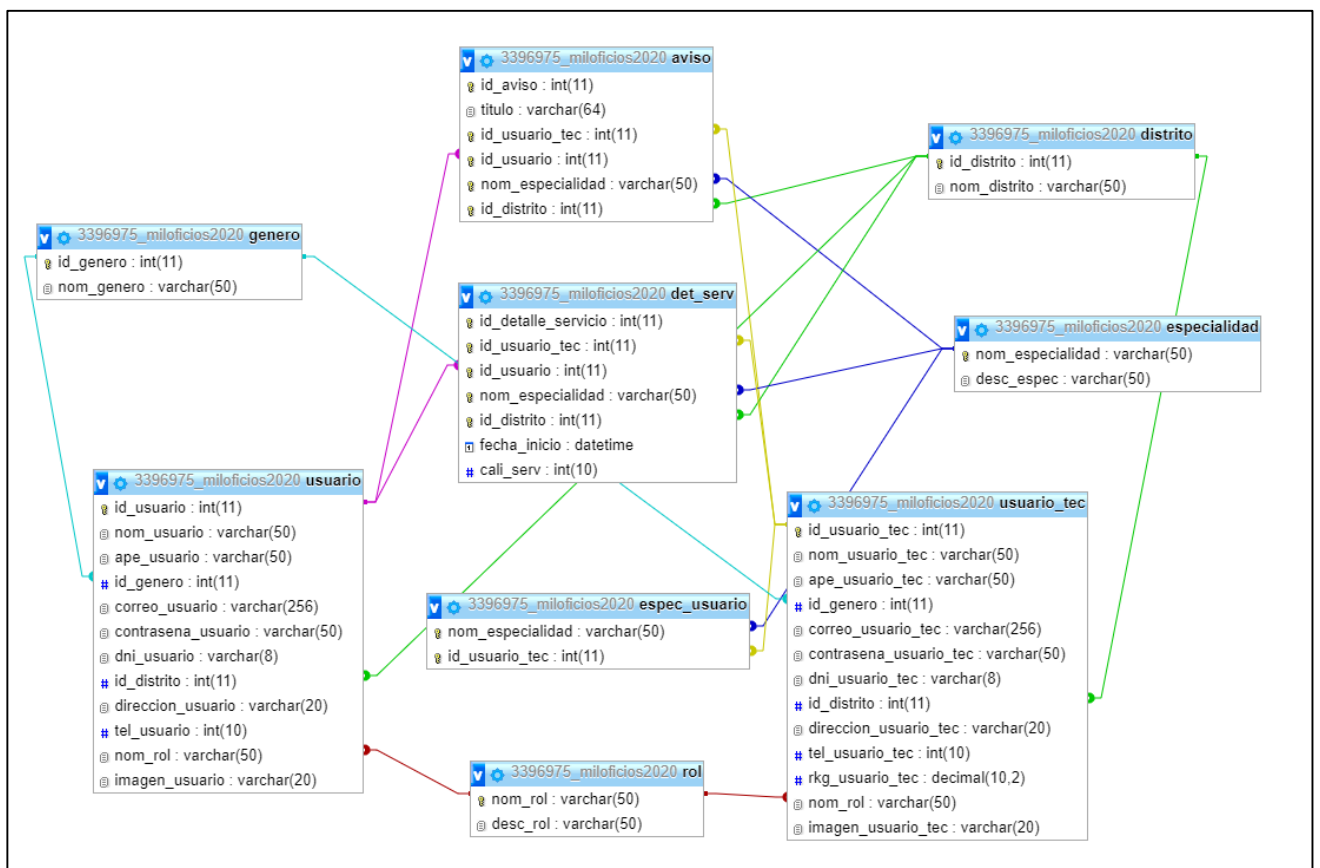 3396975_miloficios2020 aviso
id_aviso : int(11)
titulo : varchar(64)
id_usuario_tec : int(11)
id_usuario : int(11)
nom_especialidad : varchar(50)
id_distrito : int(11)
3396975_miloficios2020 distrito
id_distrito : int(11)
nom_distrito : varchar(50)
3396975_miloficios2020 genero
id_genero : int(11)
nom_genero : varchar(50)
3396975_miloficios2020 det_serv
id_detalle_servicio : int(11)
id_usuario_tec : int(11)
id_usuario : int(11)
nom_especialidad : varchar(50)
id_distrito : int(11)
fecha_inicio : datetime
cali_serv : int(10)
3396975_miloficios2020 especialidad
nom_especialidad : varchar(50)
desc_espec : varchar(50)
3396975_miloficios2020 usuario
id_usuario : int(11)
nom_usuario : varchar(50)
ape_usuario : varchar(50)
id_genero : int(11)
correo_usuario : varchar(256)
contrasena_usuario : varchar(50)
dni_usuario : varchar(8)
id_distrito : int(11)
direccion_usuario : varchar(20)
tel_usuario : int(10)
nom_rol : varchar(50)
imagen_usuario : varchar(20)
3396975_miloficios2020 espec_usuario
nom_especialidad : varchar(50)
id_usuario_tec : int(11)
3396975_miloficios2020 usuario_tec
id_usuario_tec : int(11)
nom_usuario_tec : varchar(50)
ape_usuario_tec : varchar(50)
id_genero : int(11)
correo_usuario_tec : varchar(256)
contrasena_usuario_tec : varchar(50)
dni_usuario_tec : varchar(8)
id_distrito : int(11)
direccion_usuario_tec : varchar(20)
tel_usuario_tec : int(10)
rkg_usuario_tec : decimal(10,2)
nom_rol : varchar(50)
imagen_usuario_tec : varchar(20)
3396975_miloficios2020 rol
nom_rol : varchar(50)
desc_rol : varchar(50)